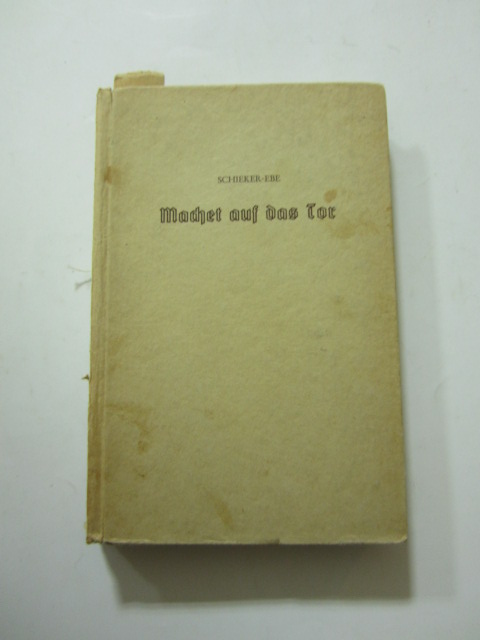 SCHIEKER-EBE
Machet auf das Tor